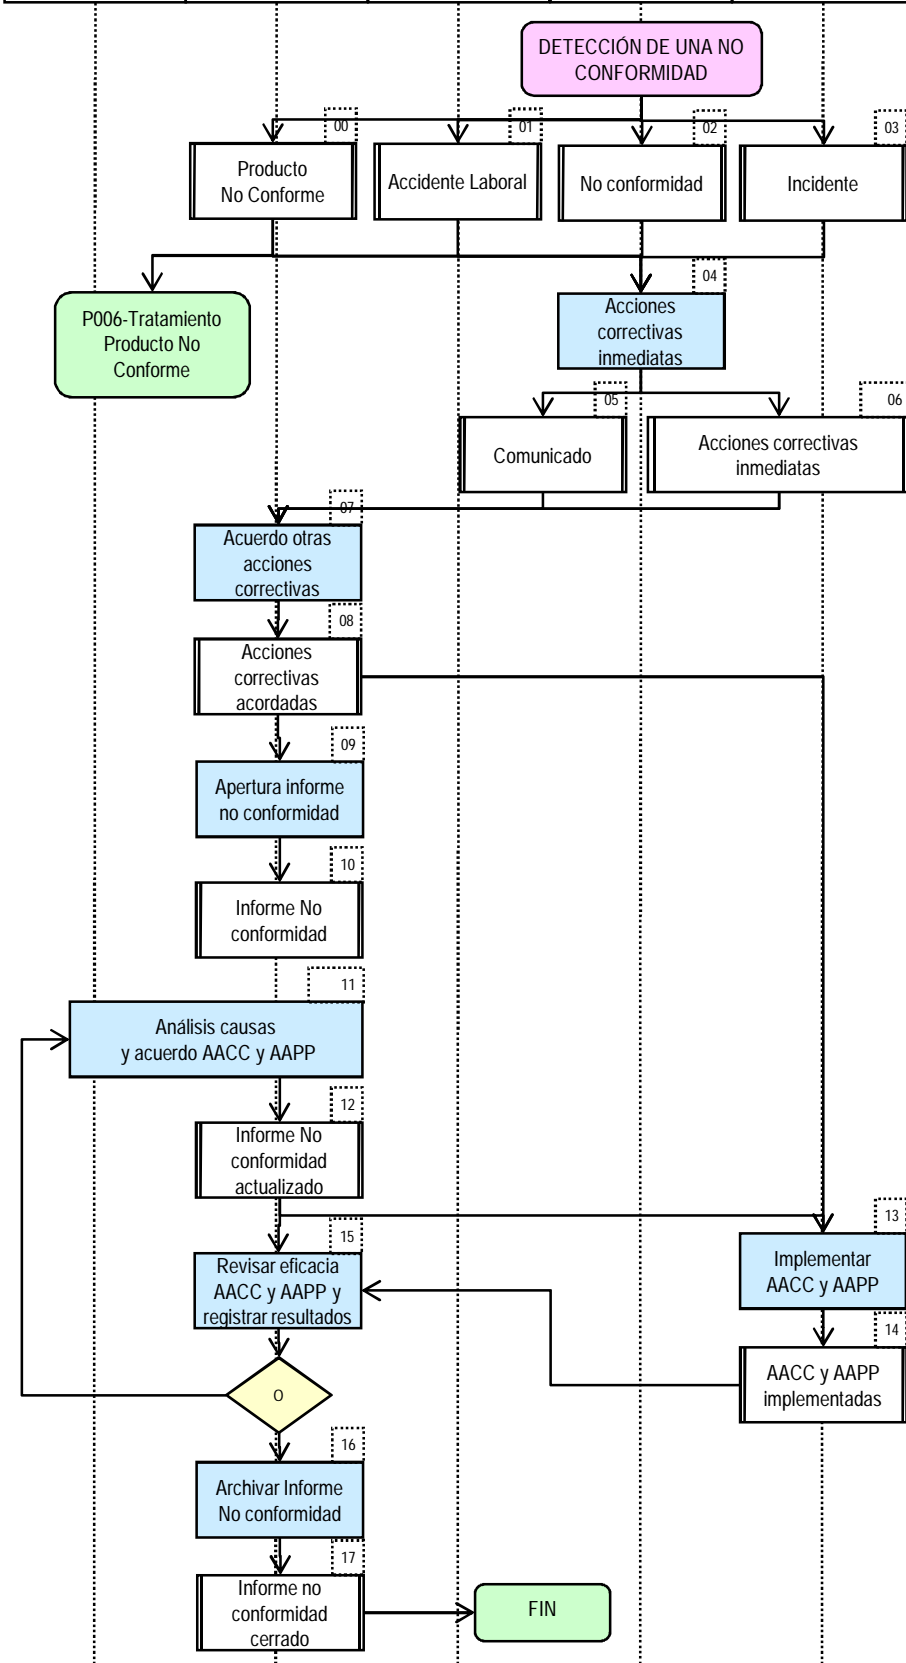 DETECCIÓN DE UNA NO
CONFORMIDAD
00
01
02
03
Producto
No Conforme
Accidente Laboral
No conformidad
Incidente
04
P006-Tratamiento
Producto No
Conforme
Acciones
correctivas
inmediatas
05
06
Comunicado
Acciones correctivas
inmediatas
07
Acuerdo otras
acciones
correctivas
08
Acciones
correctivas
acordadas
09
Apertura informe
no conformidad
10
Informe No
conformidad
11
Análisis causas
y acuerdo AACC y AAPP
12
Informe No
conformidad
actualizado
13
Implementar
AACC y AAPP
15
Revisar eficacia
AACC y AAPP y
registrar resultados
14
AACC y AAPP
implementadas
O
16
Archivar Informe
No conformidad
17
Informe no
conformidad
cerrado
FIN